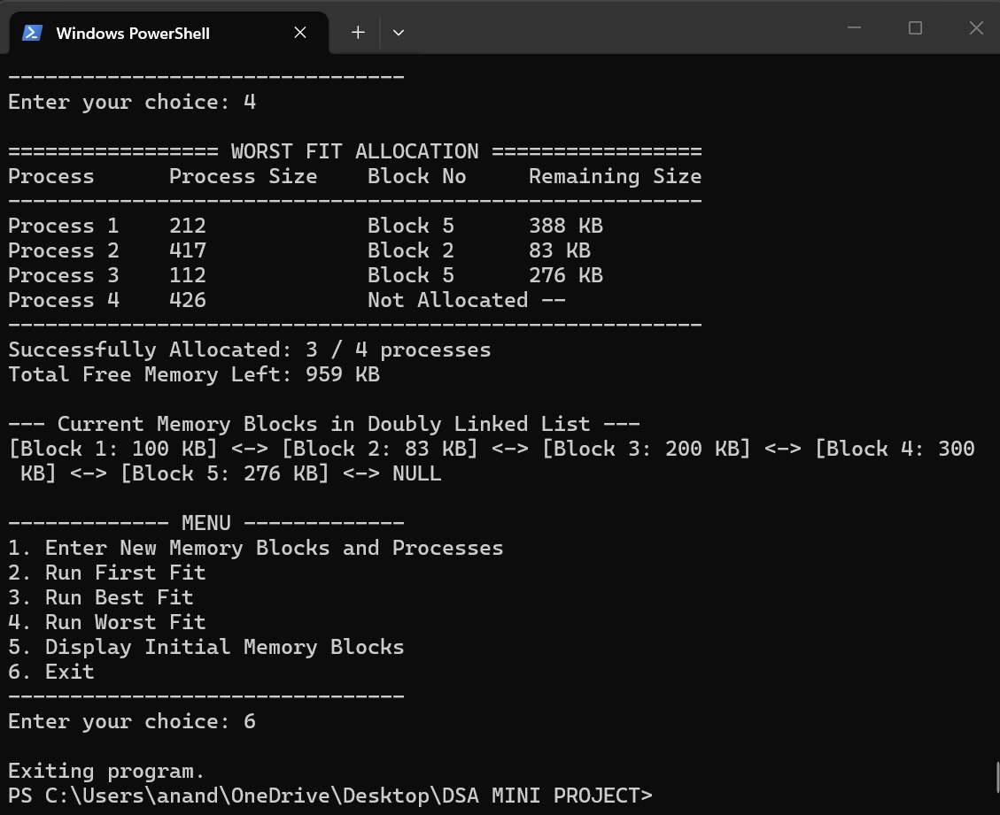 Windows PowerShell
--------------------------------
Enter your choice: 4
================= WORST FIT ALLOCATION =================
Process Process Size Block No Remaining Size
--------------------------------------------------------
Process 1 212 Block 5 388 KB
Process 2 417 Block 2 83 KB
Process 3 112 Block 5 276 KB
Process 4 426 Not Allocated --
--------------------------------------------------------
Successfully Allocated: 3 / 4 processes
Total Free Memory Left: 959 KB
--- Current Memory Blocks in Doubly Linked List ---
[Block 1: 100 KB] <-> [Block 2: 83 KB] <-> [Block 3: 200 KB] <-> [Block 4: 300
KB] <-> [Block 5: 276 KB] <-> NULL
------------- MENU -------------
1. Enter New Memory Blocks and Processes
2. Run First Fit
3. Run Best Fit
4. Run Worst Fit
5. Display Initial Memory Blocks
6. Exit
--------------------------------
Enter your choice: 6
Exiting program.
PS C:\Users\anand\OneDrive\Desktop\DSA MINI PROJECT>